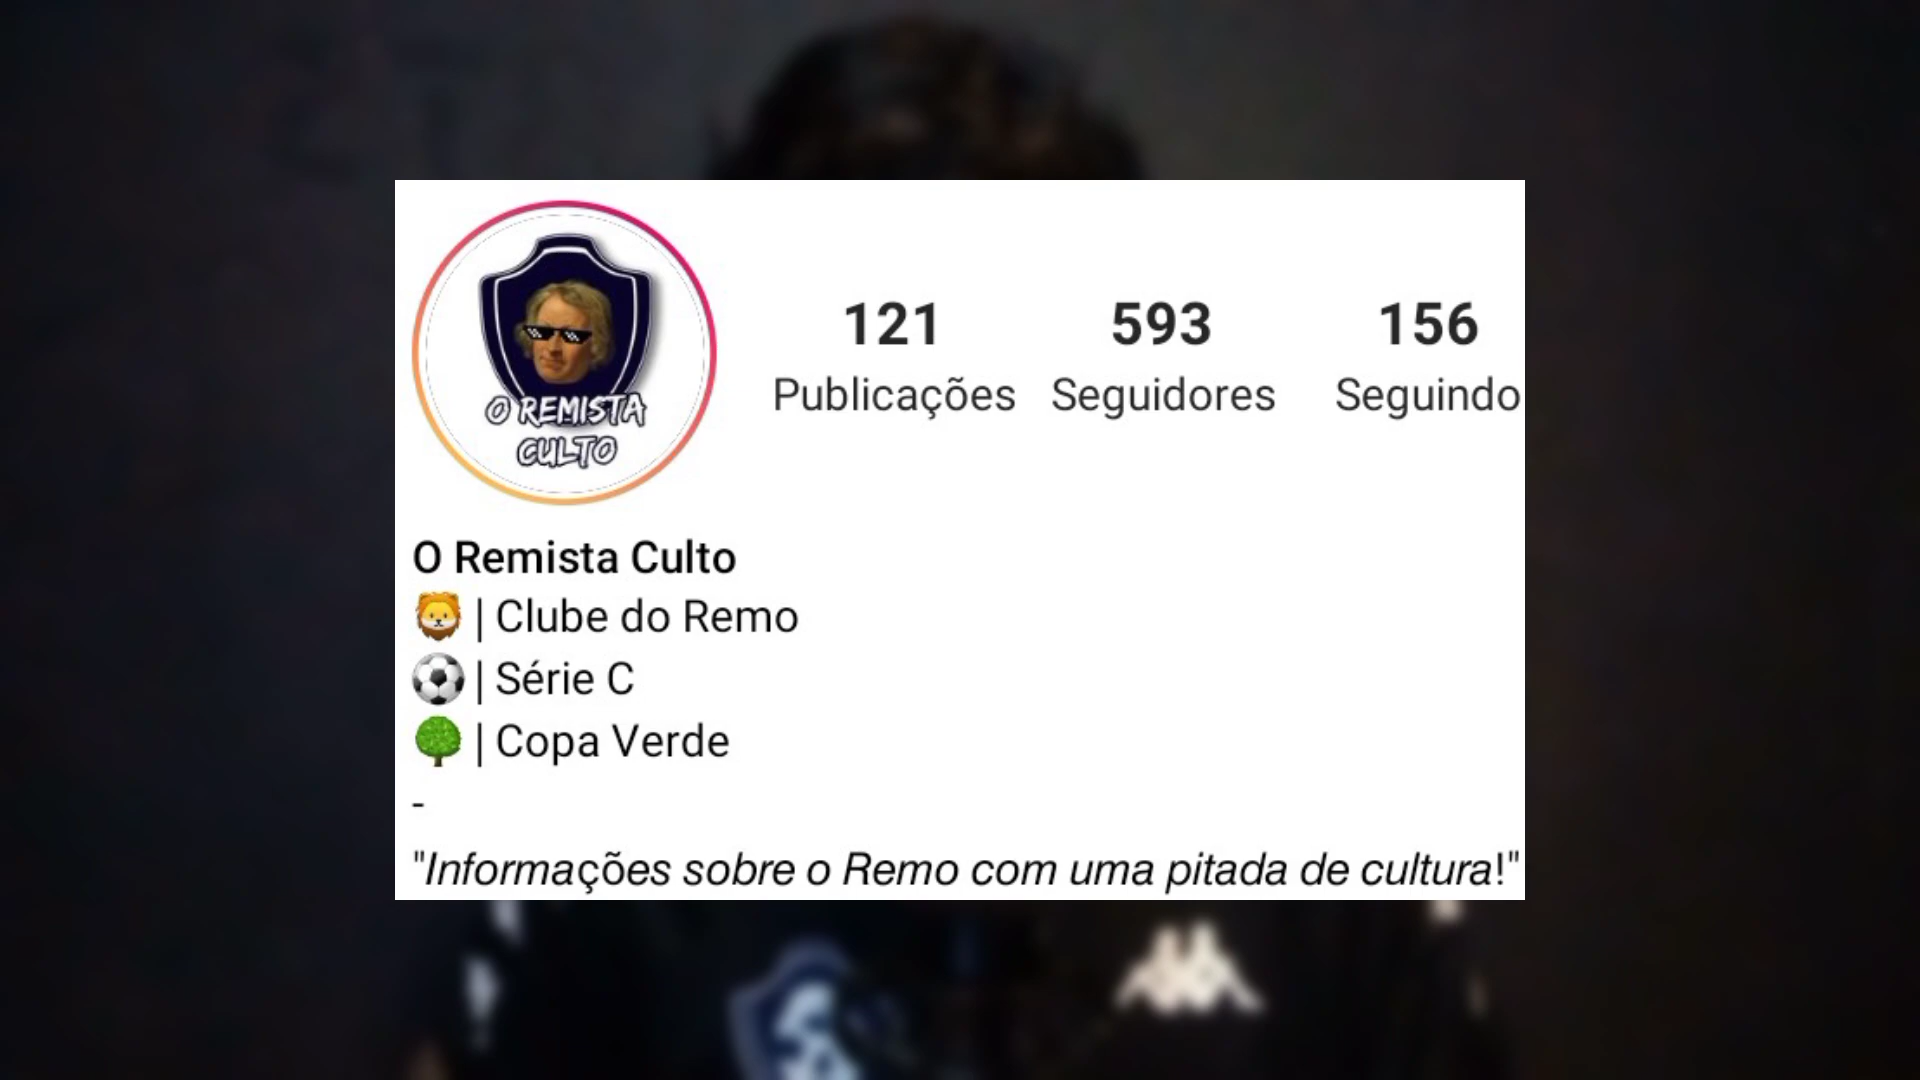 O REMISTA
CULTO
121
Publicações
593
Seguidores
156
Seguindo
O Remista Culto
🦁 | Clube do Remo
⚽ | Série C
🌳 | Copa Verde
-
"Informações sobre o Remo com uma pitada de cultura!"